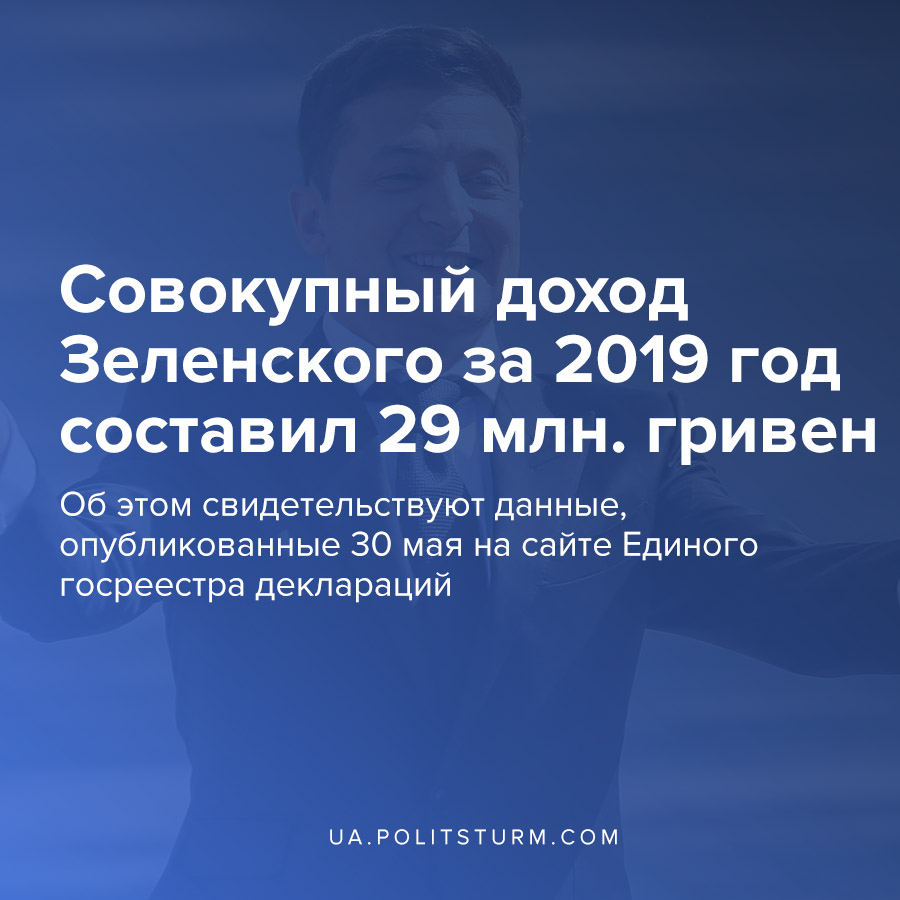 Совокупный доход
Зеленского за 2019 год
составил 29 млн. гривен
Об этом свидетельствуют данные,
опубликованные 30 мая на сайте Единого
госреестра деклараций
UA.POLITSTURM.COM